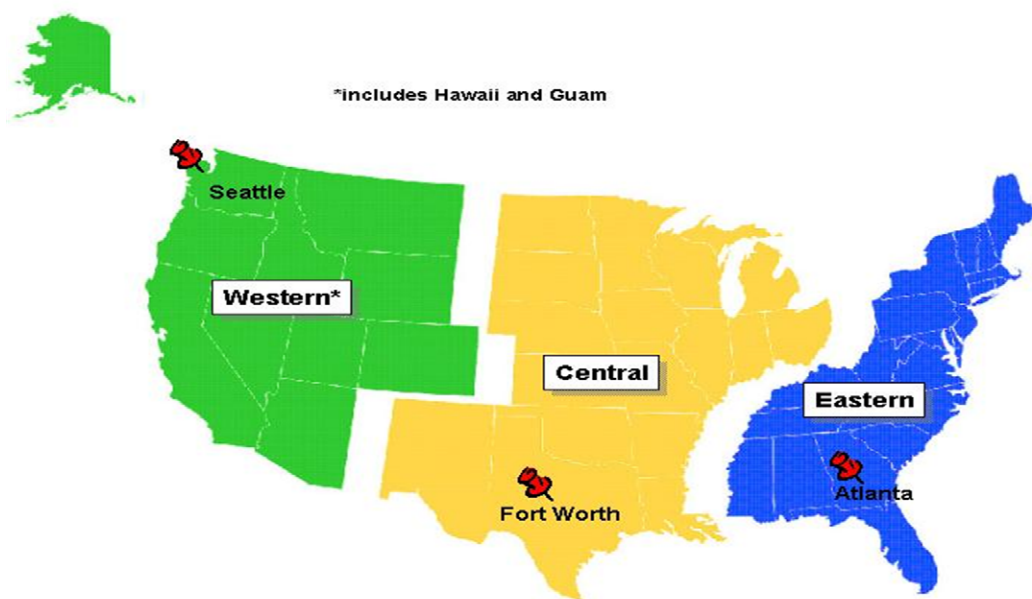 *includes Hawaii and Guam
Seattle
Western*
Central
Eastern
Atlanta
Fort Worth